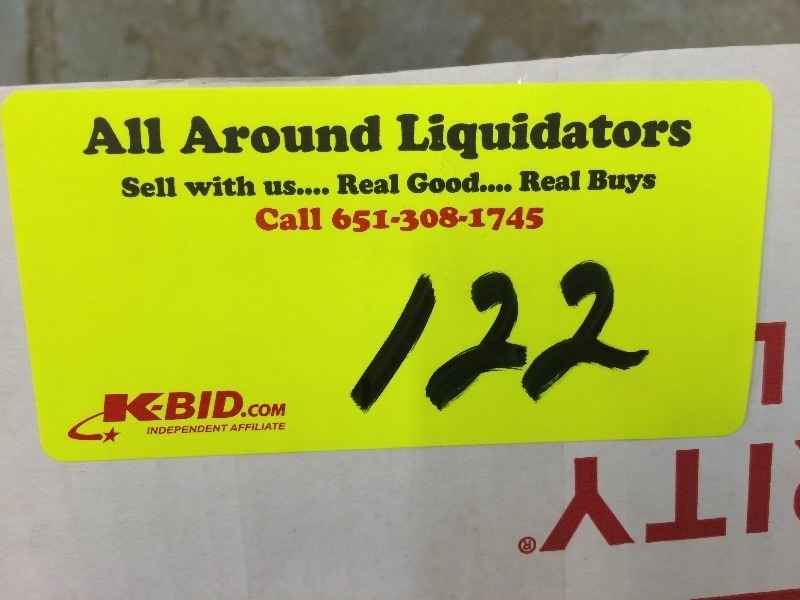 All Around Liquidators
Sell with us.... Real Good.... Real Buys
Call 651-308-1745
122
K-BID.COM
INDEPENDENT AFFILIATE
RITY®